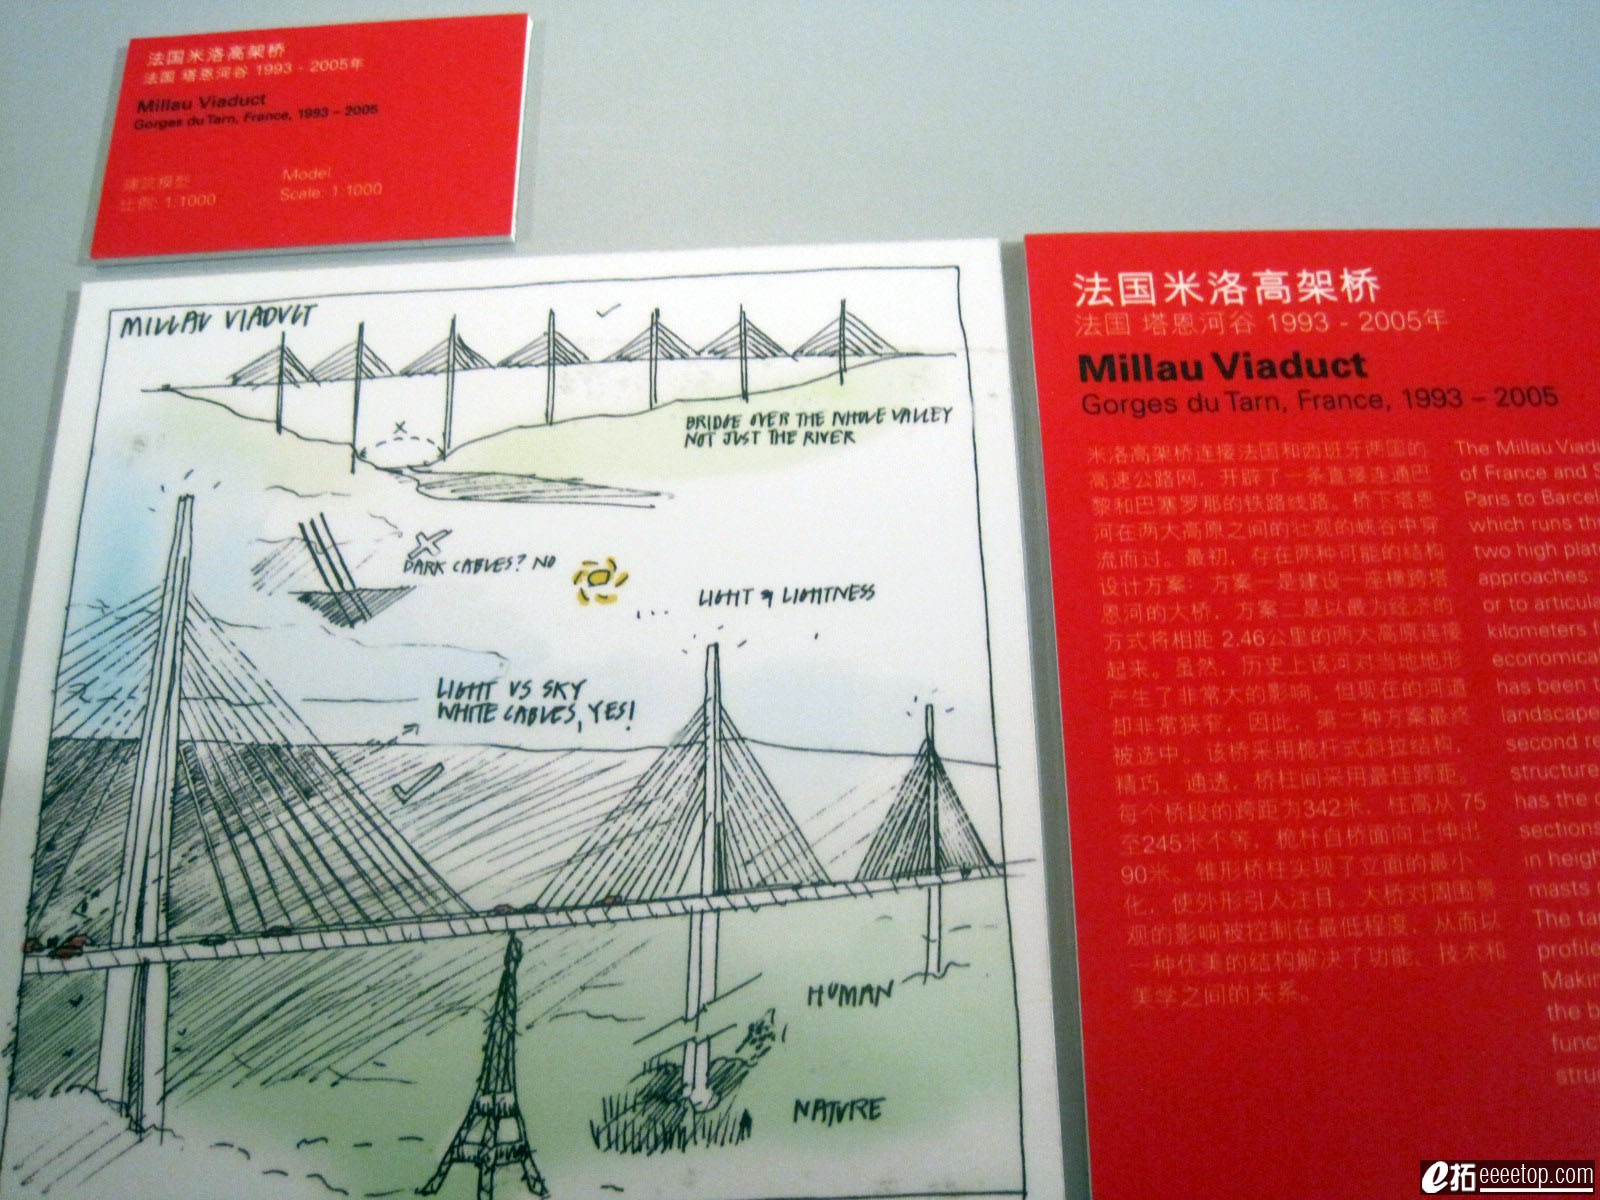 法国米洛高架桥
法国 塔恩河谷 1993 - 2005年
Millau Viaduct
Gorges du Tarn, France, 1993 – 2005
建筑模型
比例: 1:1000
Model
Scale: 1:1000
MILLAU VIADUCT
BRIDGE OVER THE WHOLE VALLEY
NOT JUST THE RIVER
DARK CABLES? NO
LIGHT & LIGHTNESS
LIGHT VS SKY
WHITE CABLES, YES!
HUMAN
NATURE
法国米洛高架桥
法国 塔恩河谷 1993 - 2005年
Millau Viaduct
Gorges du Tarn, France, 1993 – 2005
米洛高架桥连接法国和西班牙两国的
高速公路网，开辟了一条直接连通巴
黎和巴塞罗那的铁路线路。桥下塔恩
河在两大高原之间的壮观的峡谷中穿
流而过。最初，存在两种可能的结构
设计方案：方案一是建设一座横跨塔
恩河的大桥，方案二是以最为经济的
方式将相距 2.46公里的两大高原连接
起来。虽然，历史上该河对当地地形
产生了非常大的影响，但现在的河道
却非常狭窄，因此，第二种方案最终
被选中。该桥采用桅杆式斜拉结构，
精巧、通透，桥柱间采用最佳跨距。
每个桥段的跨距为342米，柱高从 75
至245米不等，桅杆自桥面向上伸出
90米。锥形桥柱实现了立面的最小
化，使外形引人注目。大桥对周围景
观的影响被控制在最低程度，从而以
一种优美的结构解决了功能、技术和
美学之间的关系。
The Millau Viadu
of France and S
Paris to Barcel
which runs th
two high plat
approaches:
or to articula
kilometers
economica
has been t
landscape
second re
structure
has the
sections
in heigh
masts
The ta
profile
Makin
the b
func
stru
e拓 eeeetop.com